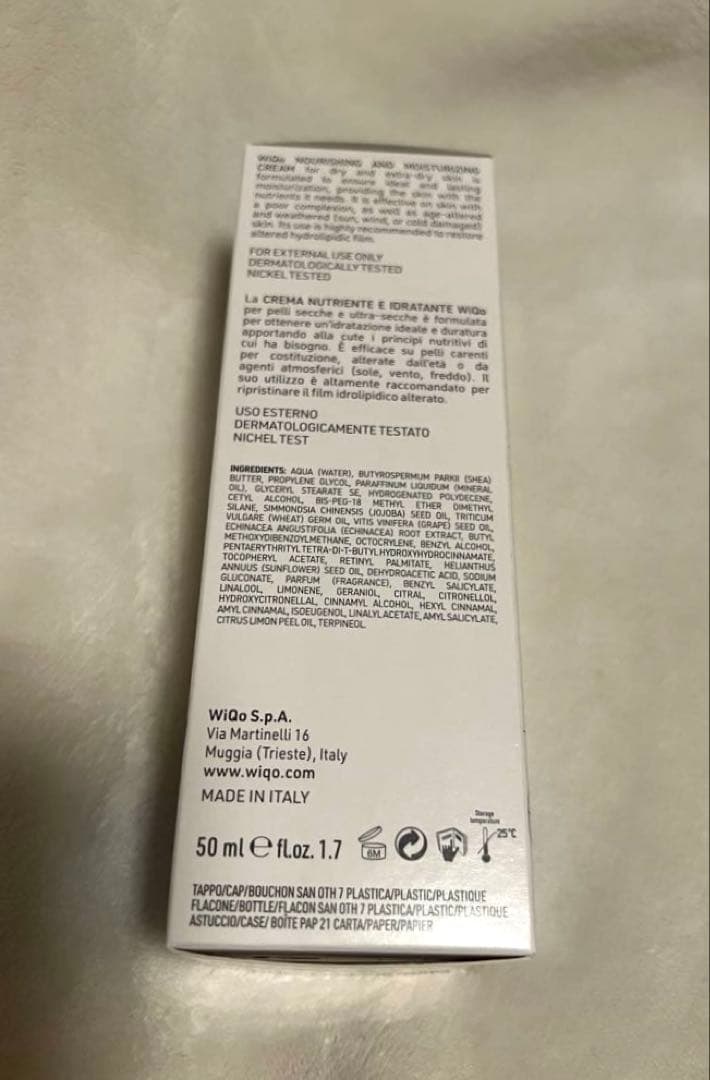 WiQo NOURISHING AND MOISTURIZING
CREAM for dry and extra-dry skin is
formulated to ensure ideal and lasting
moisturization, providing the skin with the
nutrients it needs. It is effective on skin with
a poor complexion, as well as age-altered
and weathered (sun, wind, or cold damaged)
skin. Its use is highly recommended to restore
altered hydrolipidic film.
FOR EXTERNAL USE ONLY
DERMATOLOGICALLY TESTED
NICKEL TESTED
La CREMA NUTRIENTE E IDRATANTE WiQo
per pelli secche e ultra-secche è formulata
per ottenere un'idratazione ideale e duratura
apportando alla cute i principi nutritivi di
cui ha bisogno. È efficace su pelli carenti
per costituzione, alterate dall'età o da
agenti atmosferici (sole, vento, freddo). Il
suo utilizzo è altamente raccomandato per
ripristinare il film idrolipidico alterato.
USO ESTERNO
DERMATOLOGICAMENTE TESTATO
NICHEL TEST
INGREDIENTS: AQUA (WATER), BUTYROSPERMUM PARKII (SHEA)
BUTTER, PROPYLENE GLYCOL, PARAFFINUM LIQUIDUM (MINERAL
OIL), GLYCERYL STEARATE SE, HYDROGENATED POLYDECENE,
CETYL ALCOHOL, BIS-PEG-18 METHYL ETHER DIMETHYL
SILANE, SIMMONDSIA CHINENSIS (JOJOBA) SEED OIL, TRITICUM
VULGARE (WHEAT) GERM OIL, VITIS VINIFERA (GRAPE) SEED OIL,
ECHINACEA ANGUSTIFOLIA (ECHINACEA) ROOT EXTRACT, BUTYL
METHOXYDIBENZOYLMETHANE, OCTOCRYLENE, BENZYL ALCOHOL,
PENTAERYTHRITYL TETRA-DI-T-BUTYL HYDROXYHYDROCINNAMATE,
TOCOPHERYL ACETATE, RETINYL PALMITATE, HELIANTHUS
ANNUUS (SUNFLOWER) SEED OIL, DEHYDROACETIC ACID, SODIUM
GLUCONATE, PARFUM (FRAGRANCE), BENZYL SALICYLATE,
LINALOOL, LIMONENE, GERANIOL, CITRAL, CITRONELLOL,
HYDROXYCITRONELLAL, CINNAMYL ALCOHOL, HEXYL CINNAMAL,
AMYL CINNAMAL, ISOEUGENOL, LINALYL ACETATE, AMYL SALICYLATE,
CITRUS LIMON PEEL OIL, TERPINEOL.
WiQo S.p.A.
Via Martinelli 16
Muggia (Trieste), Italy
www.wiqo.com
MADE IN ITALY
Storage
temperature
50 ml e fl.oz. 1.7 6M 25°C
TAPPO/CAP/BOUCHON SAN OTH 7 PLASTICA/PLASTIC/PLASTIQUE
FLACONE/BOTTLE/FLACON SAN OTH 7 PLASTICA/PLASTIC/PLASTIQUE
ASTUCCIO/CASE/ BOÎTE PAP 21 CARTA/PAPER/PAPIER